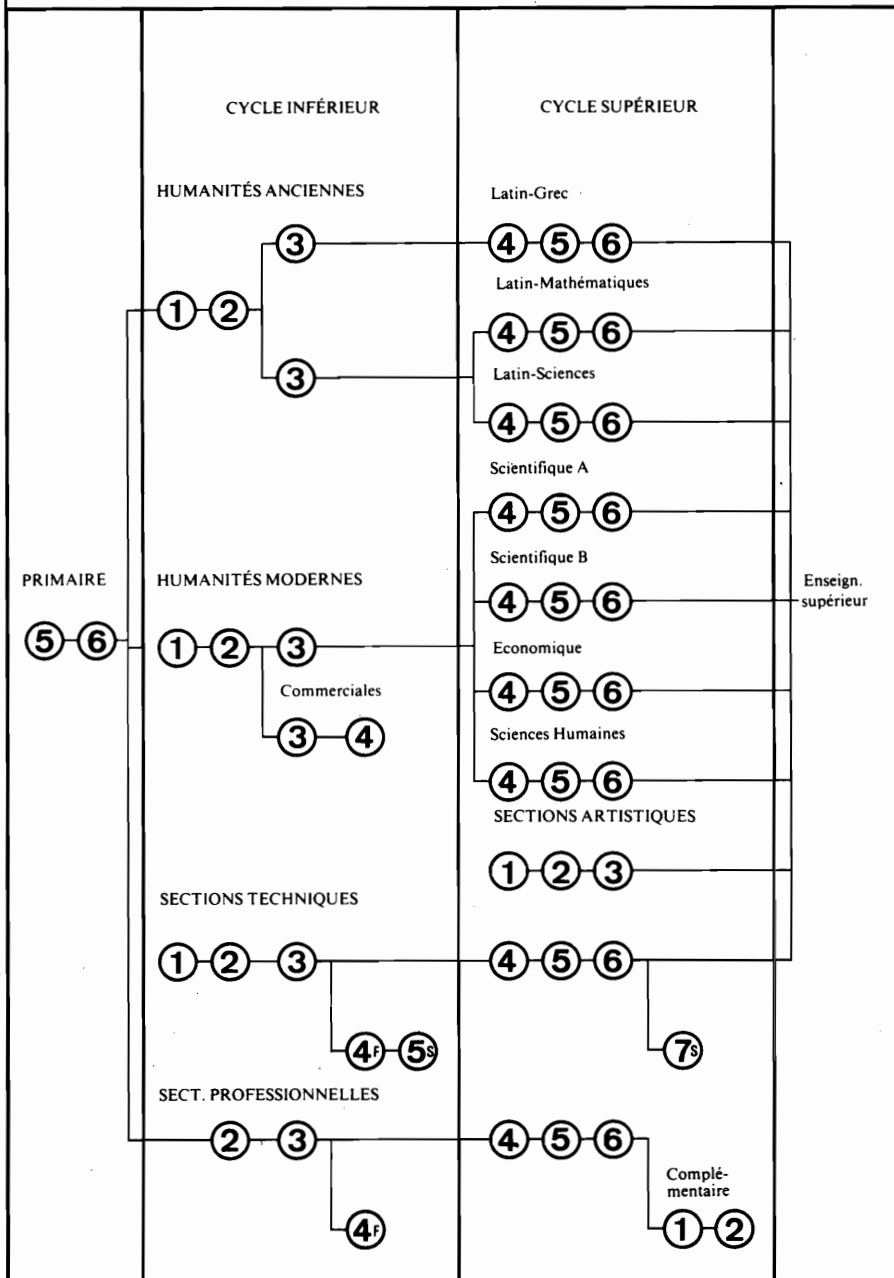 CYCLE INFÉRIEUR
CYCLE SUPÉRIEUR
HUMANITÉS ANCIENNES
Latin-Grec
3
4 5 6
Latin-Mathématiques
1 2
4 5 6
Latin-Sciences
3
4 5 6
Scientifique A
4 5 6
Scientifique B
PRIMAIRE
HUMANITÉS MODERNES
Enseign.
supérieur
4 5 6
5 6
1 2 3
Economique
Commerciales
4 5 6
3 4
Sciences Humaines
4 5 6
SECTIONS ARTISTIQUES
1 2 3
SECTIONS TECHNIQUES
1 2 3
4 5 6
4F 5S
7S
SECT. PROFESSIONNELLES
2 3
4 5 6
Complé-
mentaire
4F
1 2